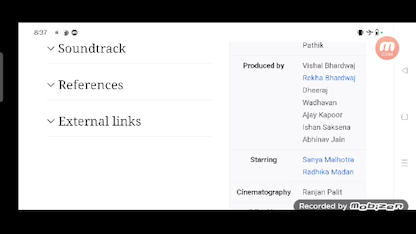 8:37
Soundtrack
References
External links
Pathik
Produced by
Vishal Bhardwaj
Rekha Bhardwaj
Dheeraj
Wadhavan
Ajay Kapoor
Ishan Saksena
Abhinav Jain
Starring
Sanya Malhotra
Radhika Madan
Cinematography
Ranjan Palit
Recorded by Mobizen